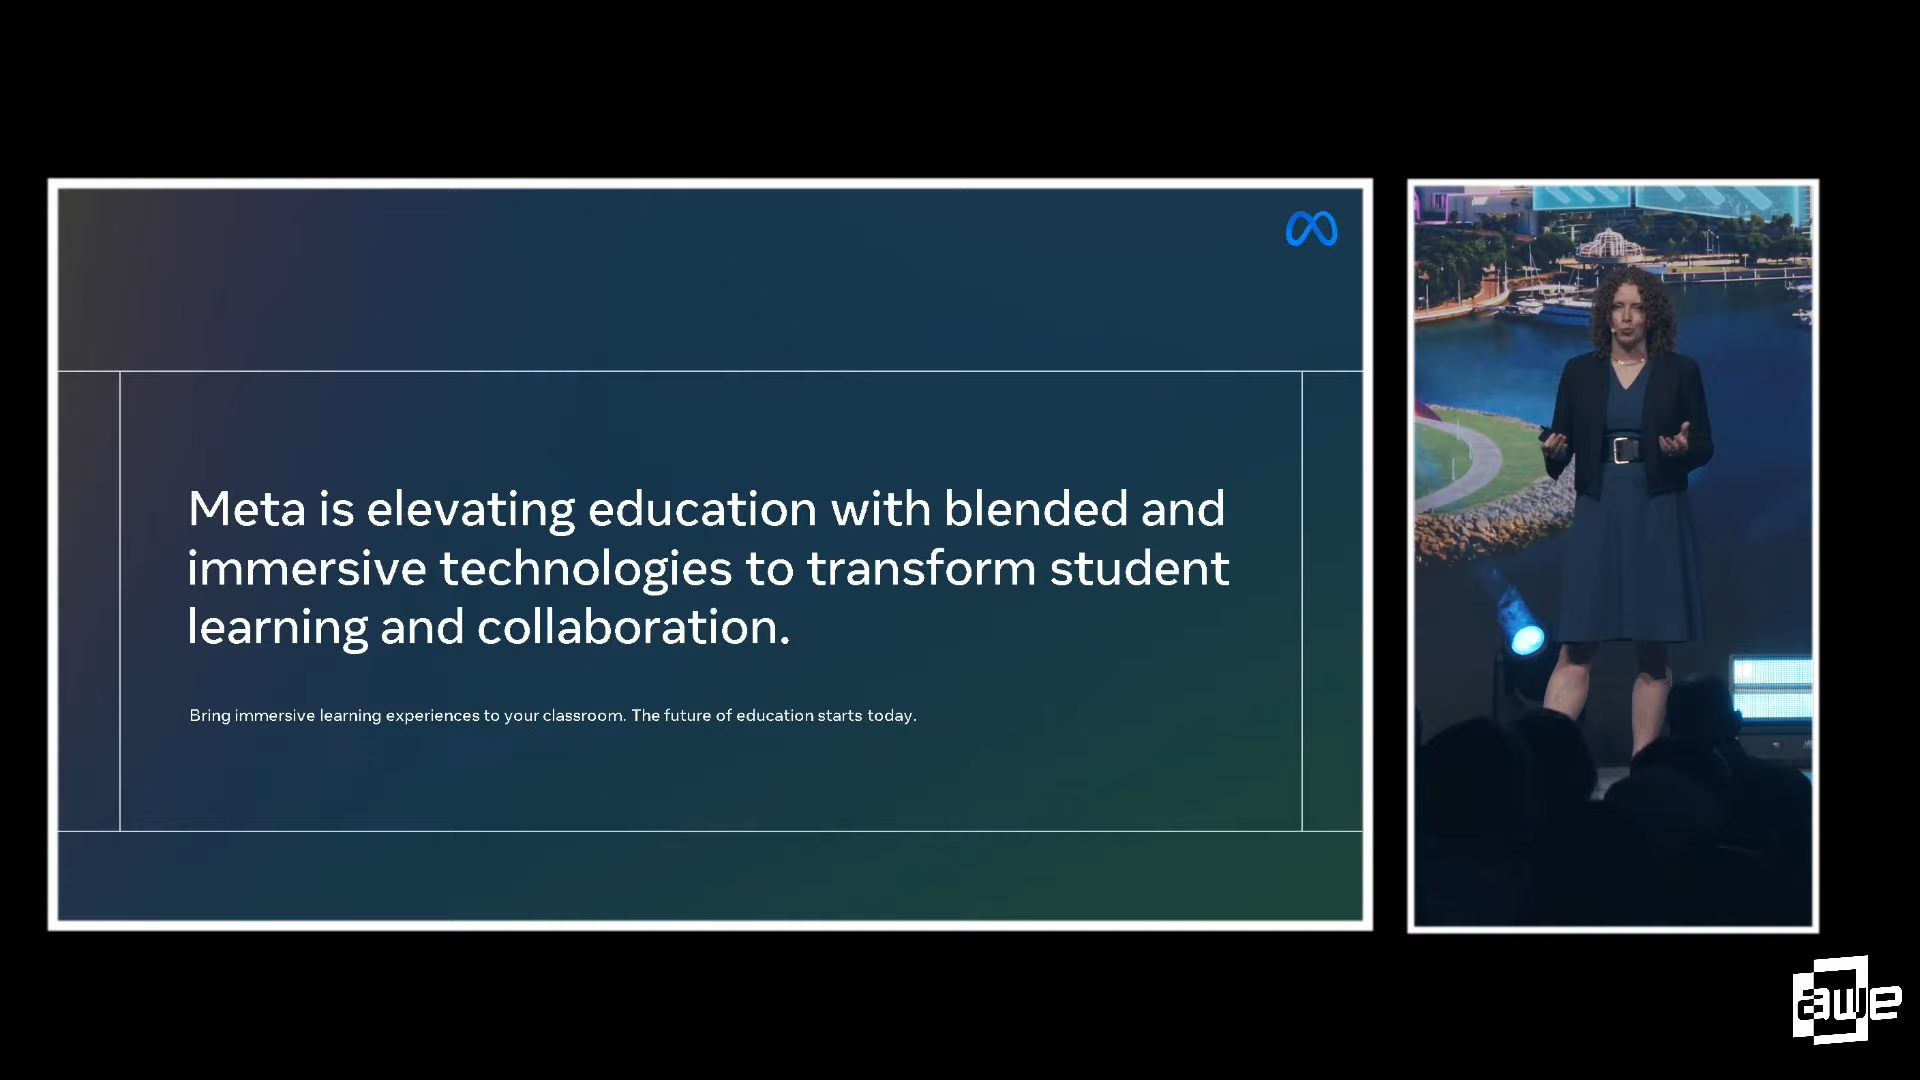 Meta is elevating education with blended and
immersive technologies to transform student
learning and collaboration.
Bring immersive learning experiences to your classroom. The future of education starts today.
awe